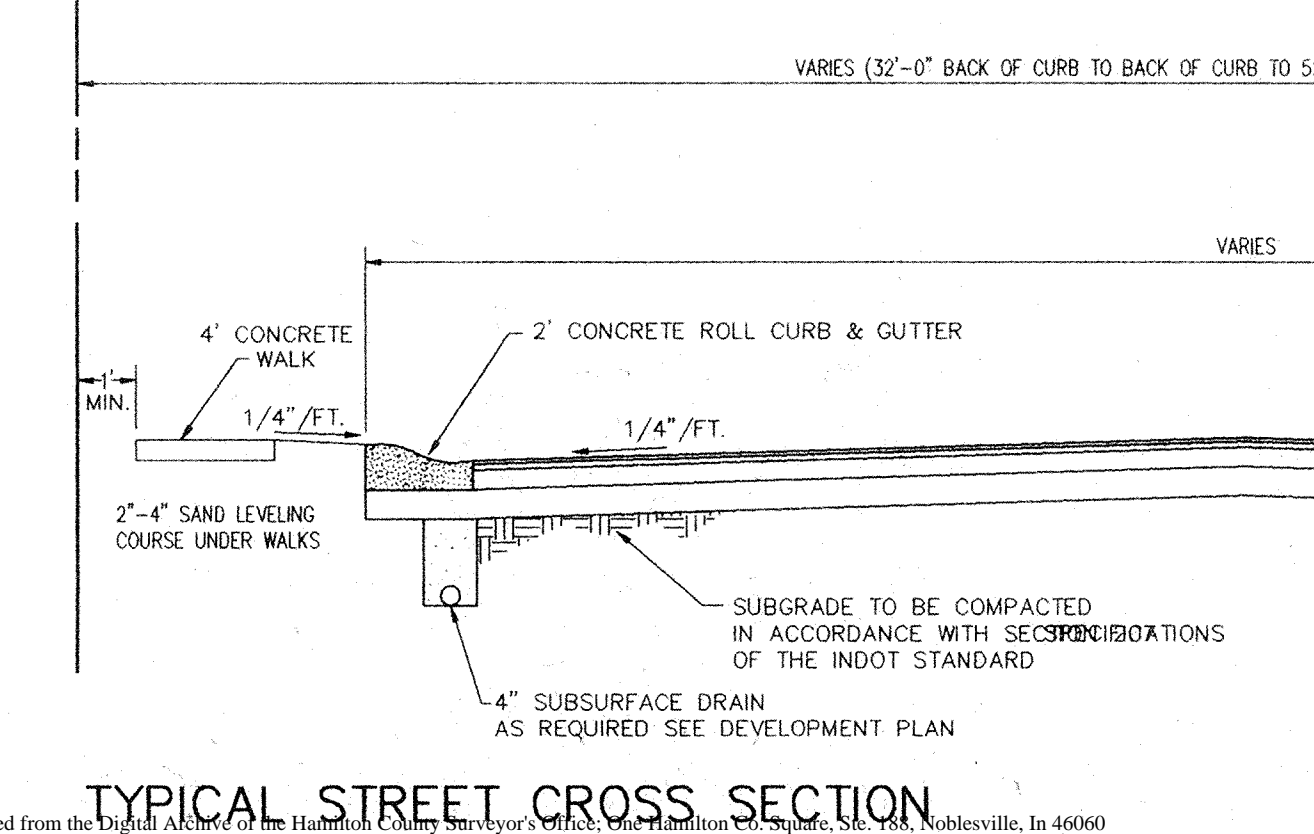 VARIES (32'-0" BACK OF CURB TO BACK OF CURB TO 5
VARIES
4' CONCRETE
WALK
2' CONCRETE ROLL CURB & GUTTER
1'
MIN.
1/4"/FT.
1/4"/FT.
2"-4" SAND LEVELING
COURSE UNDER WALKS
SUBGRADE TO BE COMPACTED
IN ACCORDANCE WITH SECTION 207 SPECIFICATIONS
OF THE INDOT STANDARD
4" SUBSURFACE DRAIN
AS REQUIRED SEE DEVELOPMENT PLAN
TYPICAL STREET CROSS SECTION
ed from the Digital Archive of the Hamilton County Surveyor's Office; One Hamilton Co. Square, Ste. 188, Noblesville, In 46060